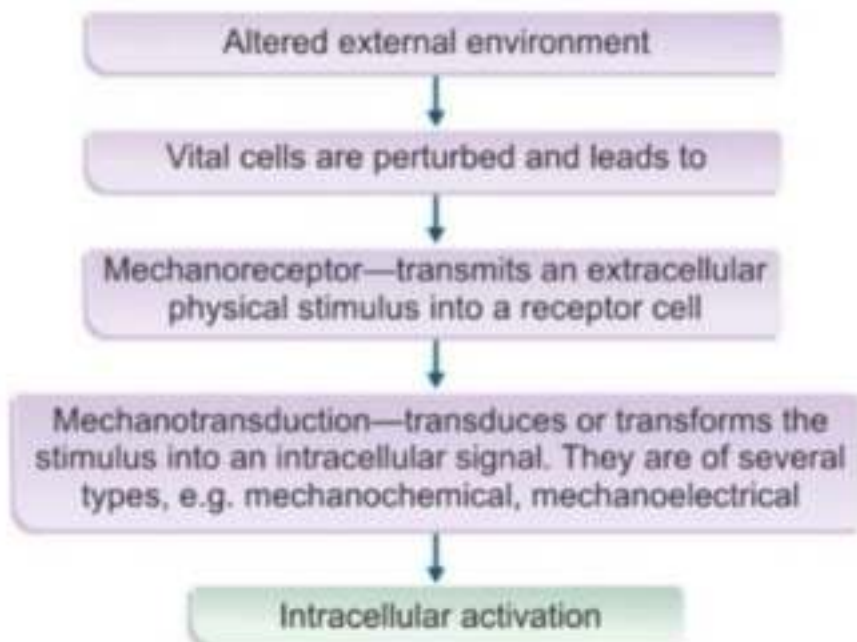 Altered external environment
Vital cells are perturbed and leads to
Mechanoreceptor—transmits an extracellular
physical stimulus into a receptor cell
Mechanotransduction—transduces or transforms the
stimulus into an intracellular signal. They are of several
types, e.g. mechanochemical, mechanoelectrical
Intracellular activation